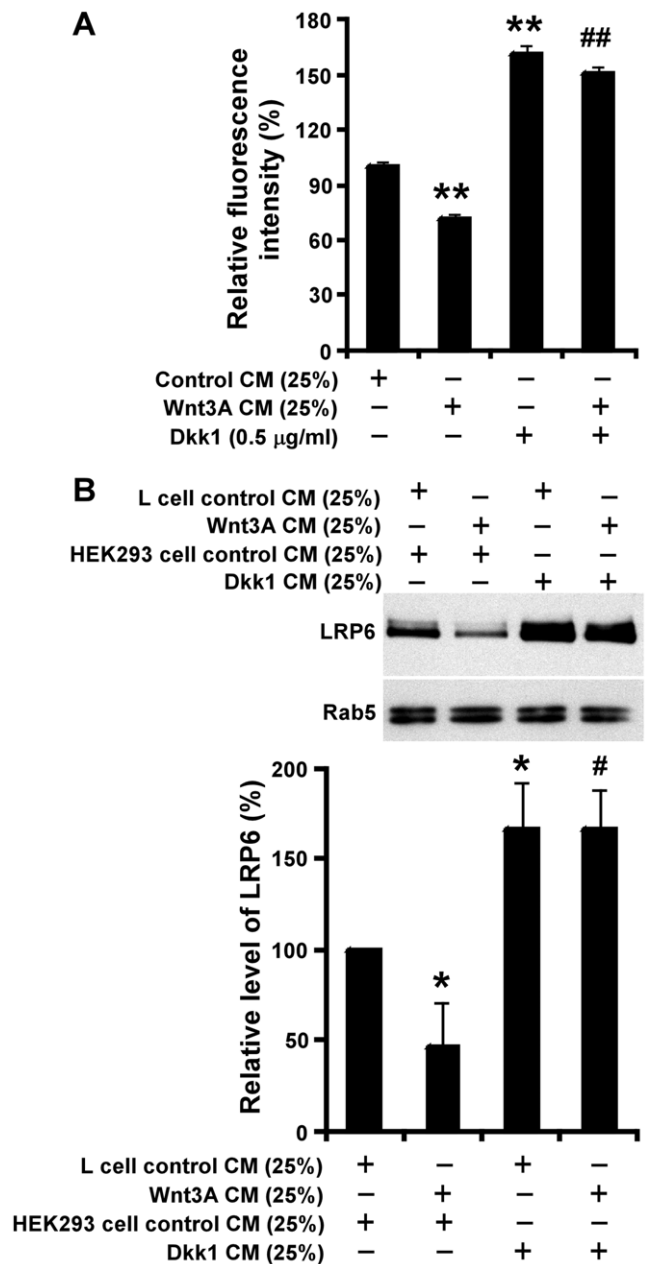 A
Relative fluorescence
intensity (%)
180
150
120
90
60
30
0
**
**
##
Control CM (25%) + – – –
Wnt3A CM (25%) – + – +
Dkk1 (0.5 µg/ml) – – + +
B
L cell control CM (25%) + – + –
Wnt3A CM (25%) – + – +
HEK293 cell control CM (25%) + + – –
Dkk1 CM (25%) – – + +
LRP6
Rab5
Relative level of LRP6 (%)
200
150
100
50
0
*
*
#
L cell control CM (25%) + – + –
Wnt3A CM (25%) – + – +
HEK293 cell control CM (25%) + + – –
Dkk1 CM (25%) – – + +